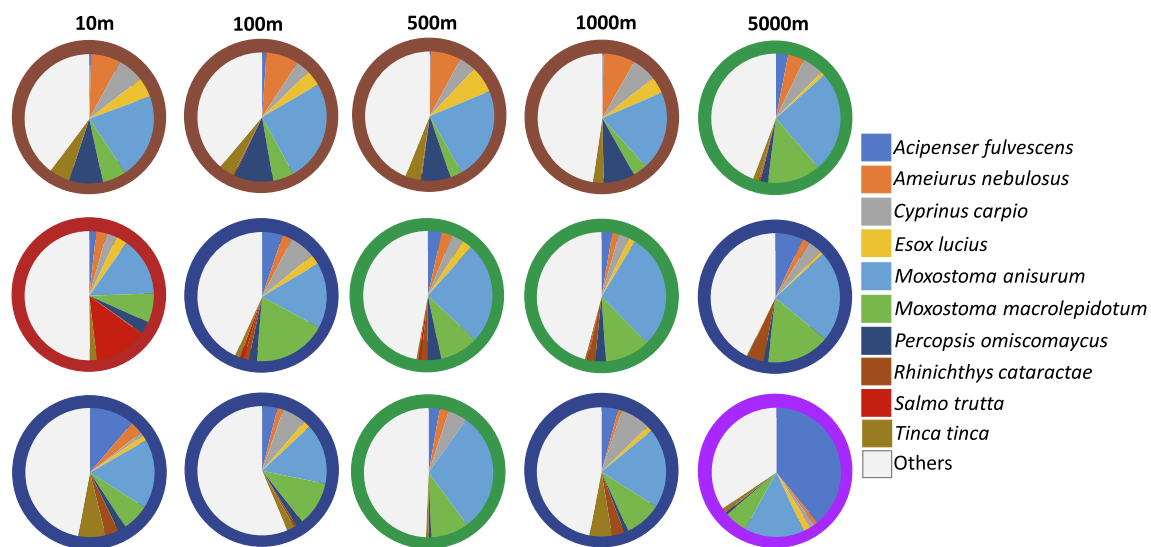 10m 100m 500m 1000m 5000m
Acipenser fulvescens
Ameiurus nebulosus
Cyprinus carpio
Esox lucius
Moxostoma anisurum
Moxostoma macrolepidotum
Percopsis omiscomaycus
Rhinichthys cataractae
Salmo trutta
Tinca tinca
Others